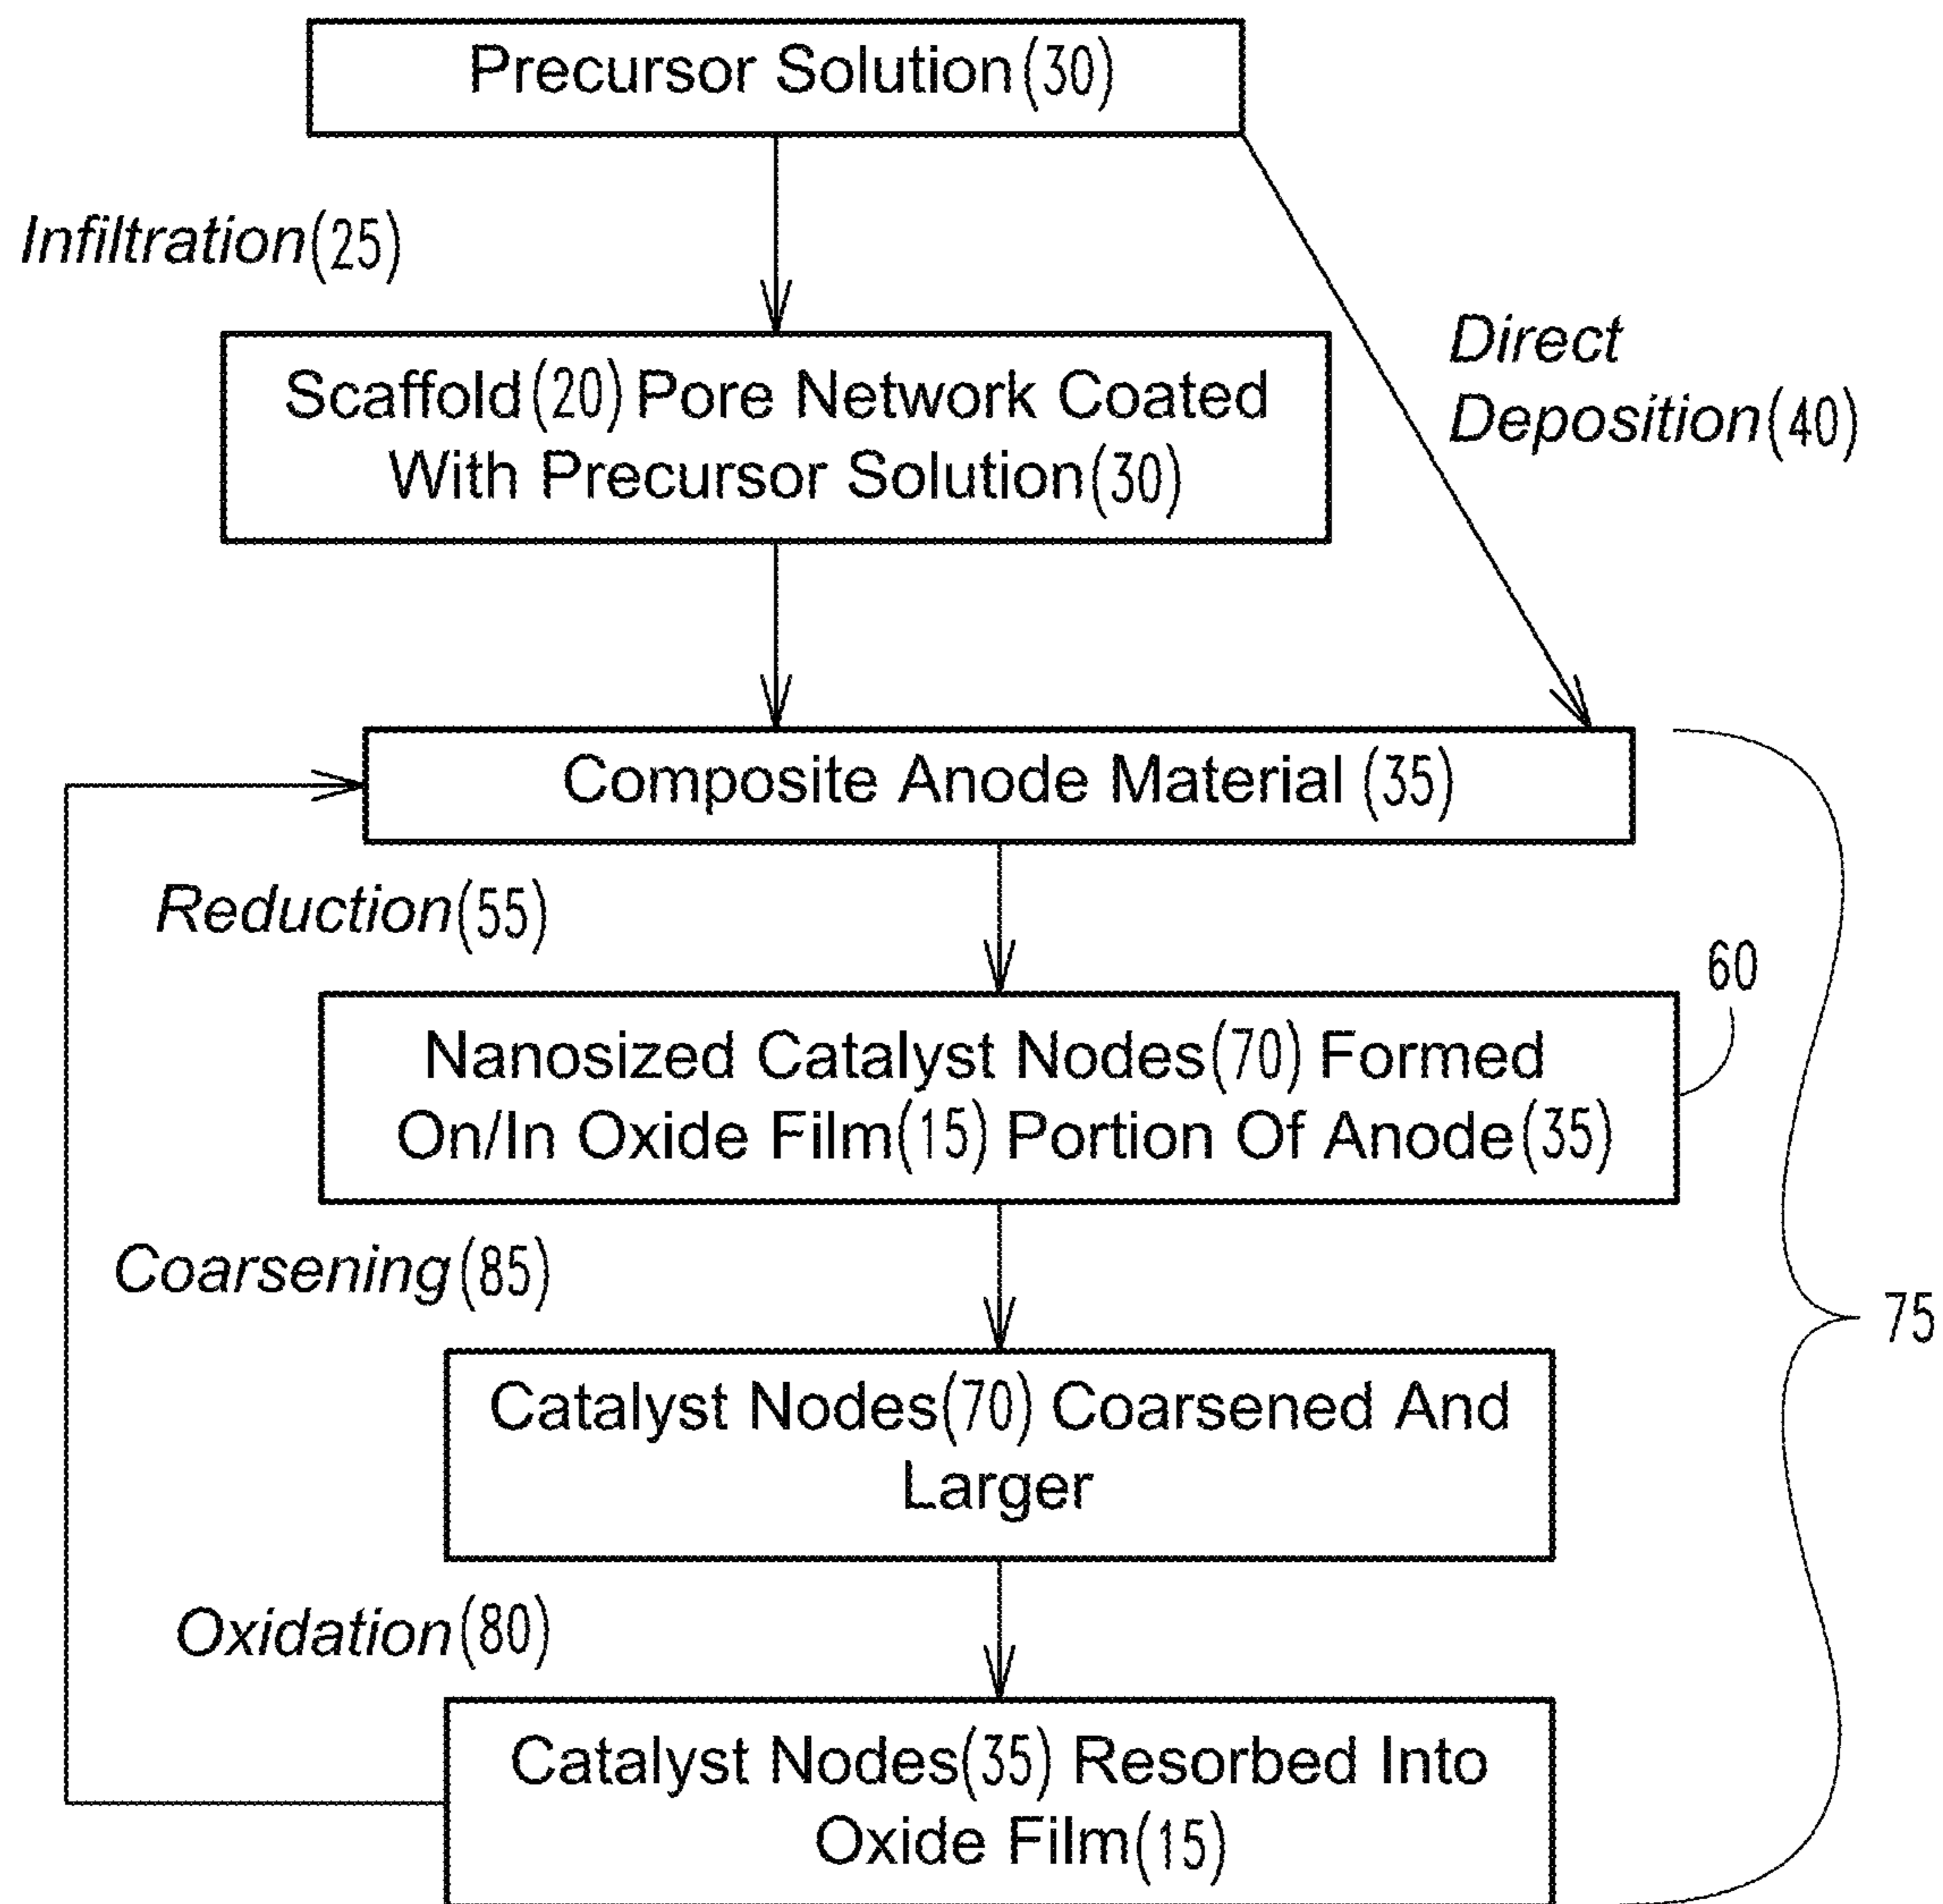 Precursor Solution(30)
Infiltration(25)
Direct
Deposition(40)
Scaffold(20) Pore Network Coated
With Precursor Solution(30)
Composite Anode Material (35)
Reduction(55)
60
Nanosized Catalyst Nodes(70) Formed
On/In Oxide Film(15) Portion Of Anode(35)
Coarsening(85)
75
Catalyst Nodes(70) Coarsened And
Larger
Oxidation(80)
Catalyst Nodes(35) Resorbed Into
Oxide Film(15)